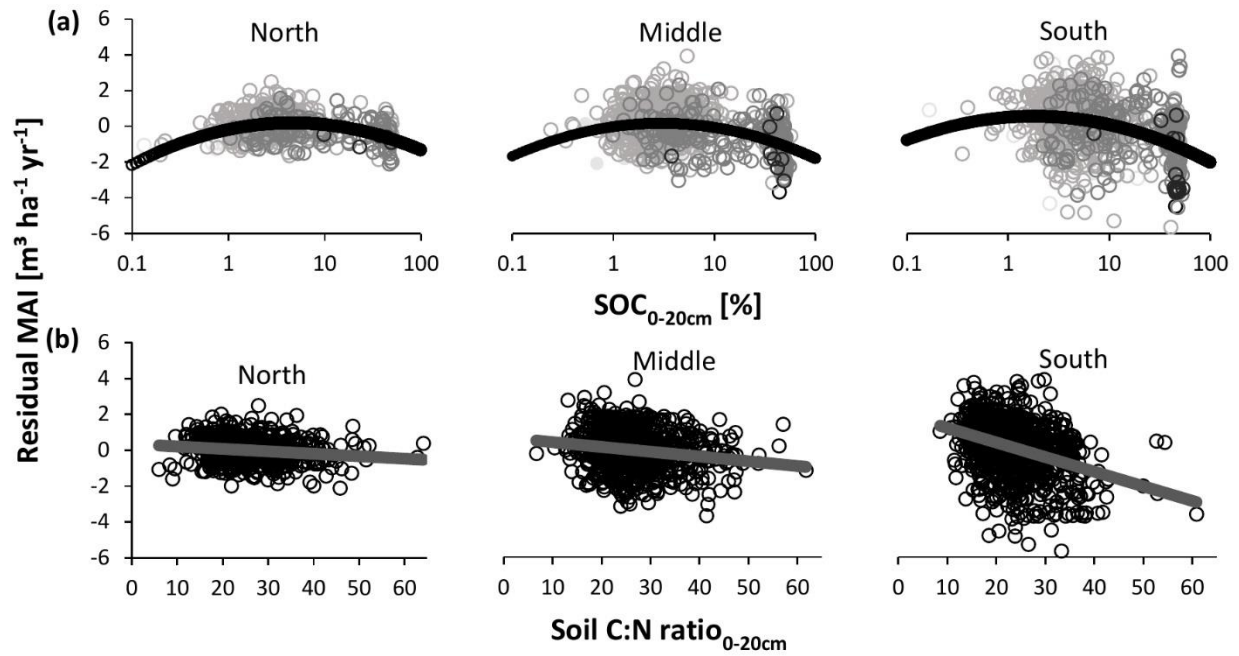 (a)
North
Middle
South
6
4
2
0
-2
-4
-6
0.1 1 10 100
0.1 1 10 100
0.1 1 10 100
SOC0-20cm [%]
Residual MAI [m³ ha-1 yr-1]
(b)
North
Middle
South
6
4
2
0
-2
-4
-6
0 10 20 30 40 50 60
0 10 20 30 40 50 60
0 10 20 30 40 50 60
Soil C:N ratio0-20cm